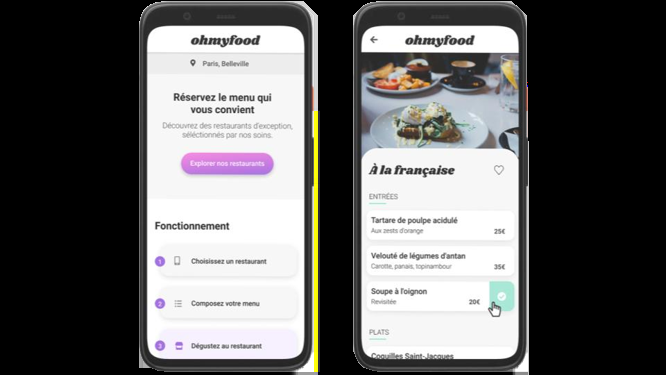 ohmyfood
Paris, Belleville
Réservez le menu qui
vous convient
Découvrez des restaurants d'exception,
séléctionnés par nos soins.
Explorer nos restaurants
Fonctionnement
1 Choisissez un restaurant
2 Composez votre menu
3 Dégustez au restaurant
ohmyfood
À la française
ENTRÉES
Tartare de poulpe acidulé
Aux zests d'orange 25€
Velouté de légumes d'antan
Carotte, panais, topinambour 35€
Soupe à l'oignon
Revisitée 20€
PLATS
Coquilles Saint-Jacques